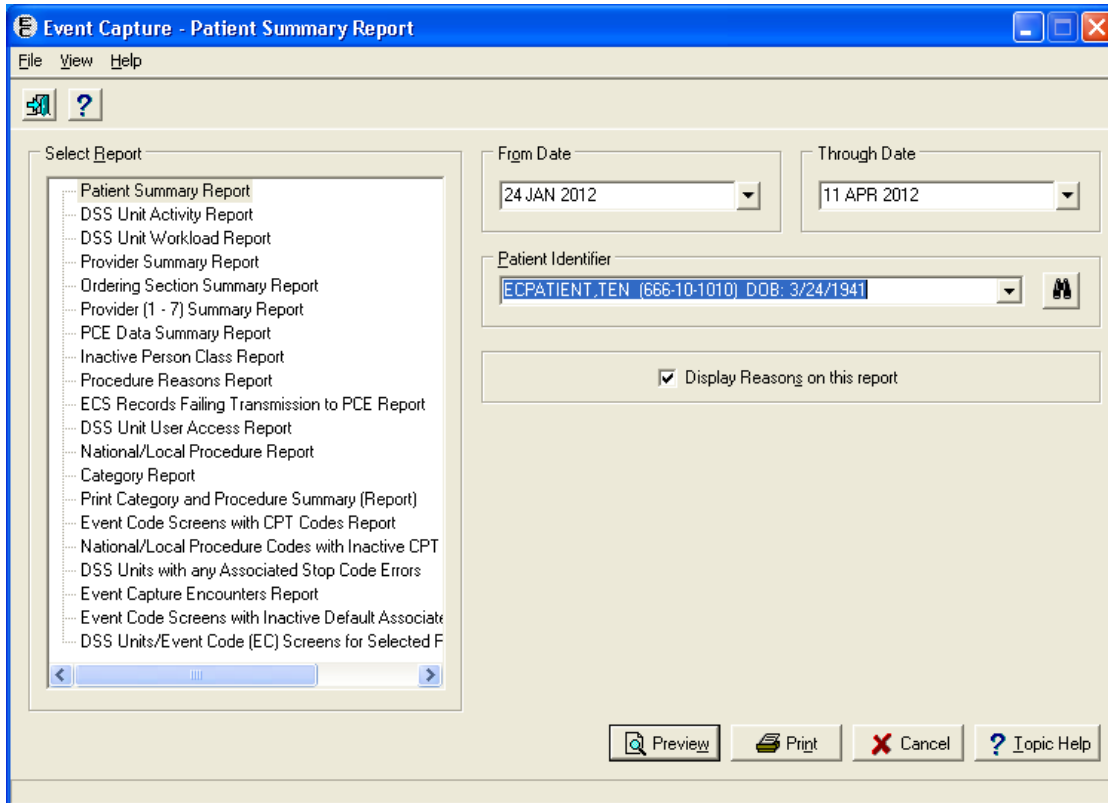 Event Capture - Patient Summary Report
File View Help
Select Report
Patient Summary Report
DSS Unit Activity Report
DSS Unit Workload Report
Provider Summary Report
Ordering Section Summary Report
Provider (1 - 7) Summary Report
PCE Data Summary Report
Inactive Person Class Report
Procedure Reasons Report
ECS Records Failing Transmission to PCE Report
DSS Unit User Access Report
National/Local Procedure Report
Category Report
Print Category and Procedure Summary (Report)
Event Code Screens with CPT Codes Report
National/Local Procedure Codes with Inactive CPT
DSS Units with any Associated Stop Code Errors
Event Capture Encounters Report
Event Code Screens with Inactive Default Associate
DSS Units/Event Code (EC) Screens for Selected F
From Date
24 JAN 2012
Through Date
11 APR 2012
Patient Identifier
ECPATIENT,TEN (666-10-1010) DOB: 3/24/1941
Display Reasons on this report
Preview Print Cancel ? Topic Help